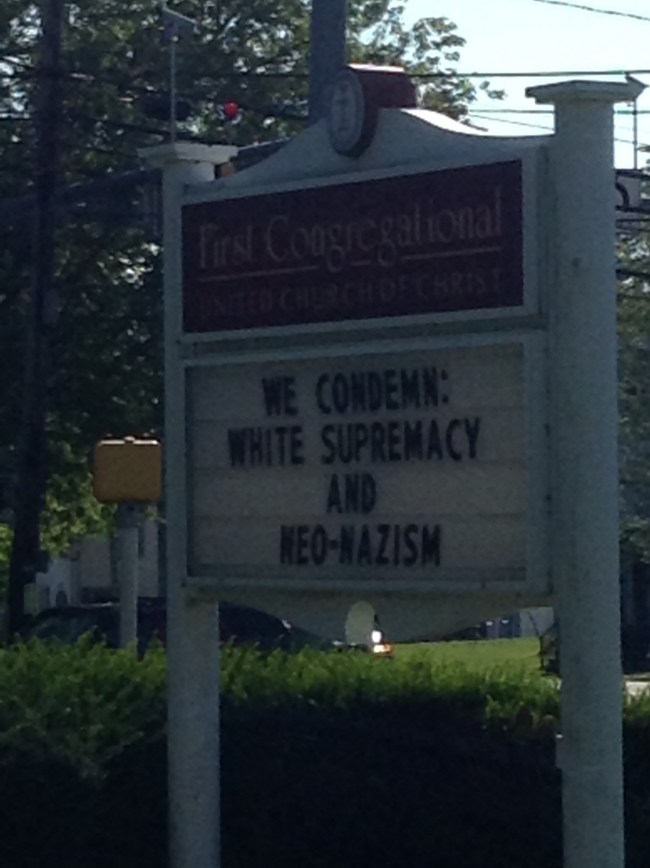 First Congregational
UNITED CHURCH OF CHRIST
WE CONDEMN:
WHITE SUPREMACY
AND
NEO-NAZISM